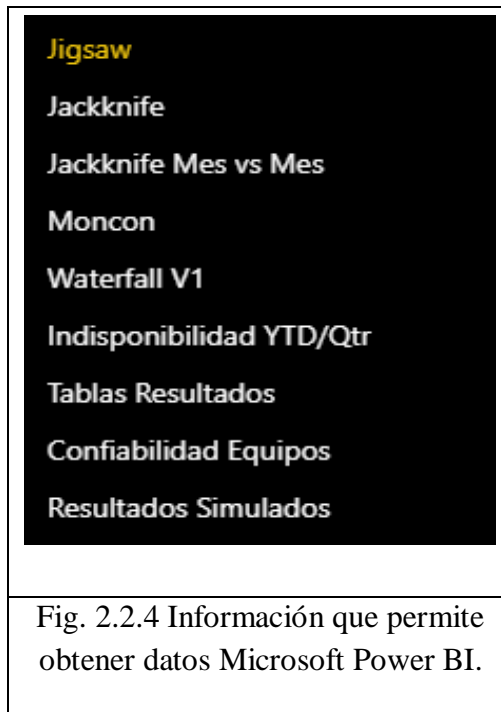 Jigsaw
Jackknife
Jackknife Mes vs Mes
Moncon
Waterfall V1
Indisponibilidad YTD/Qtr
Tablas Resultados
Confiabilidad Equipos
Resultados Simulados
Fig. 2.2.4 Información que permite
obtener datos Microsoft Power BI.